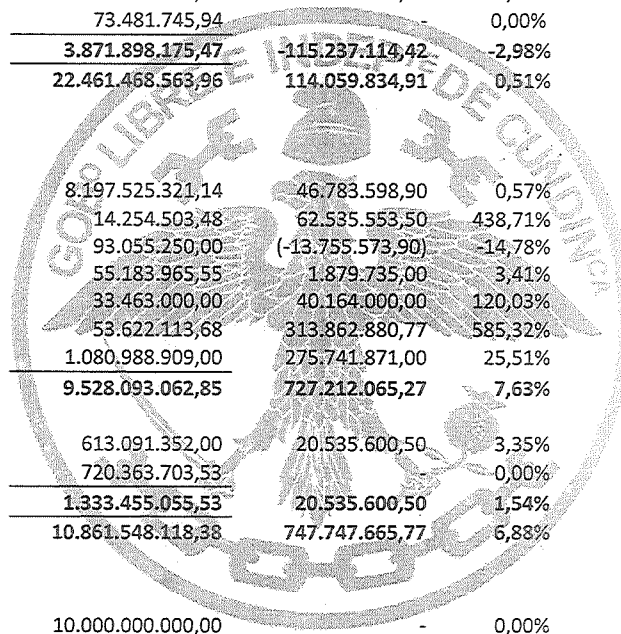 73.481.745,94 - 0,00%
3.871.898.175,47 -115.237.114,42 -2,98%
22.461.468.563,96 114.059.834,91 0,51%
GOBNO LIBRE E INDEPTE DE CUNDINCA
8.197.525.321,14 46.783.598,90 0,57%
14.254.503,48 62.535.553,50 438,71%
93.055.250,00 (-13.755.573,90) -14,78%
55.183.965,55 1.879.735,00 3,41%
33.463.000,00 40.164.000,00 120,03%
53.622.113,68 313.862.880,77 585,32%
1.080.988.909,00 275.741.871,00 25,51%
9.528.093.062,85 727.212.065,27 7,63%
613.091.352,00 20.535.600,50 3,35%
720.363.703,53 - 0,00%
1.333.455.055,53 20.535.600,50 1,54%
10.861.548.118,38 747.747.665,77 6,88%
10.000.000.000,00 - 0,00%